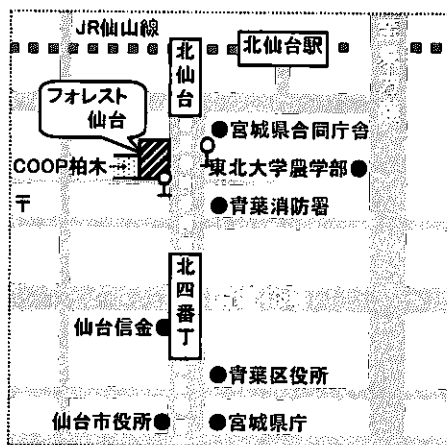 JR仙山線
北仙台駅
北仙台
フォレスト
仙台
宮城県合同庁舎
COOP柏木→
東北大学農学部
〒
青葉消防署
北四番丁
仙台信金
青葉区役所
仙台市役所
宮城県庁